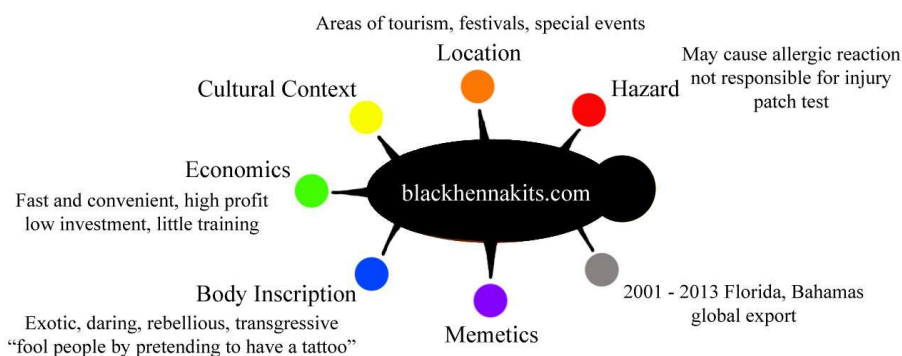 Areas of tourism, festivals, special events
Location
May cause allergic reaction
not responsible for injury
patch test
Hazard
Cultural Context
Economics
Fast and convenient, high profit
low investment, little training
blackhennakits.com
Body Inscription
Exotic, daring, rebellious, transgressive
“fool people by pretending to have a tattoo”
Memetics
2001 - 2013 Florida, Bahamas
global export